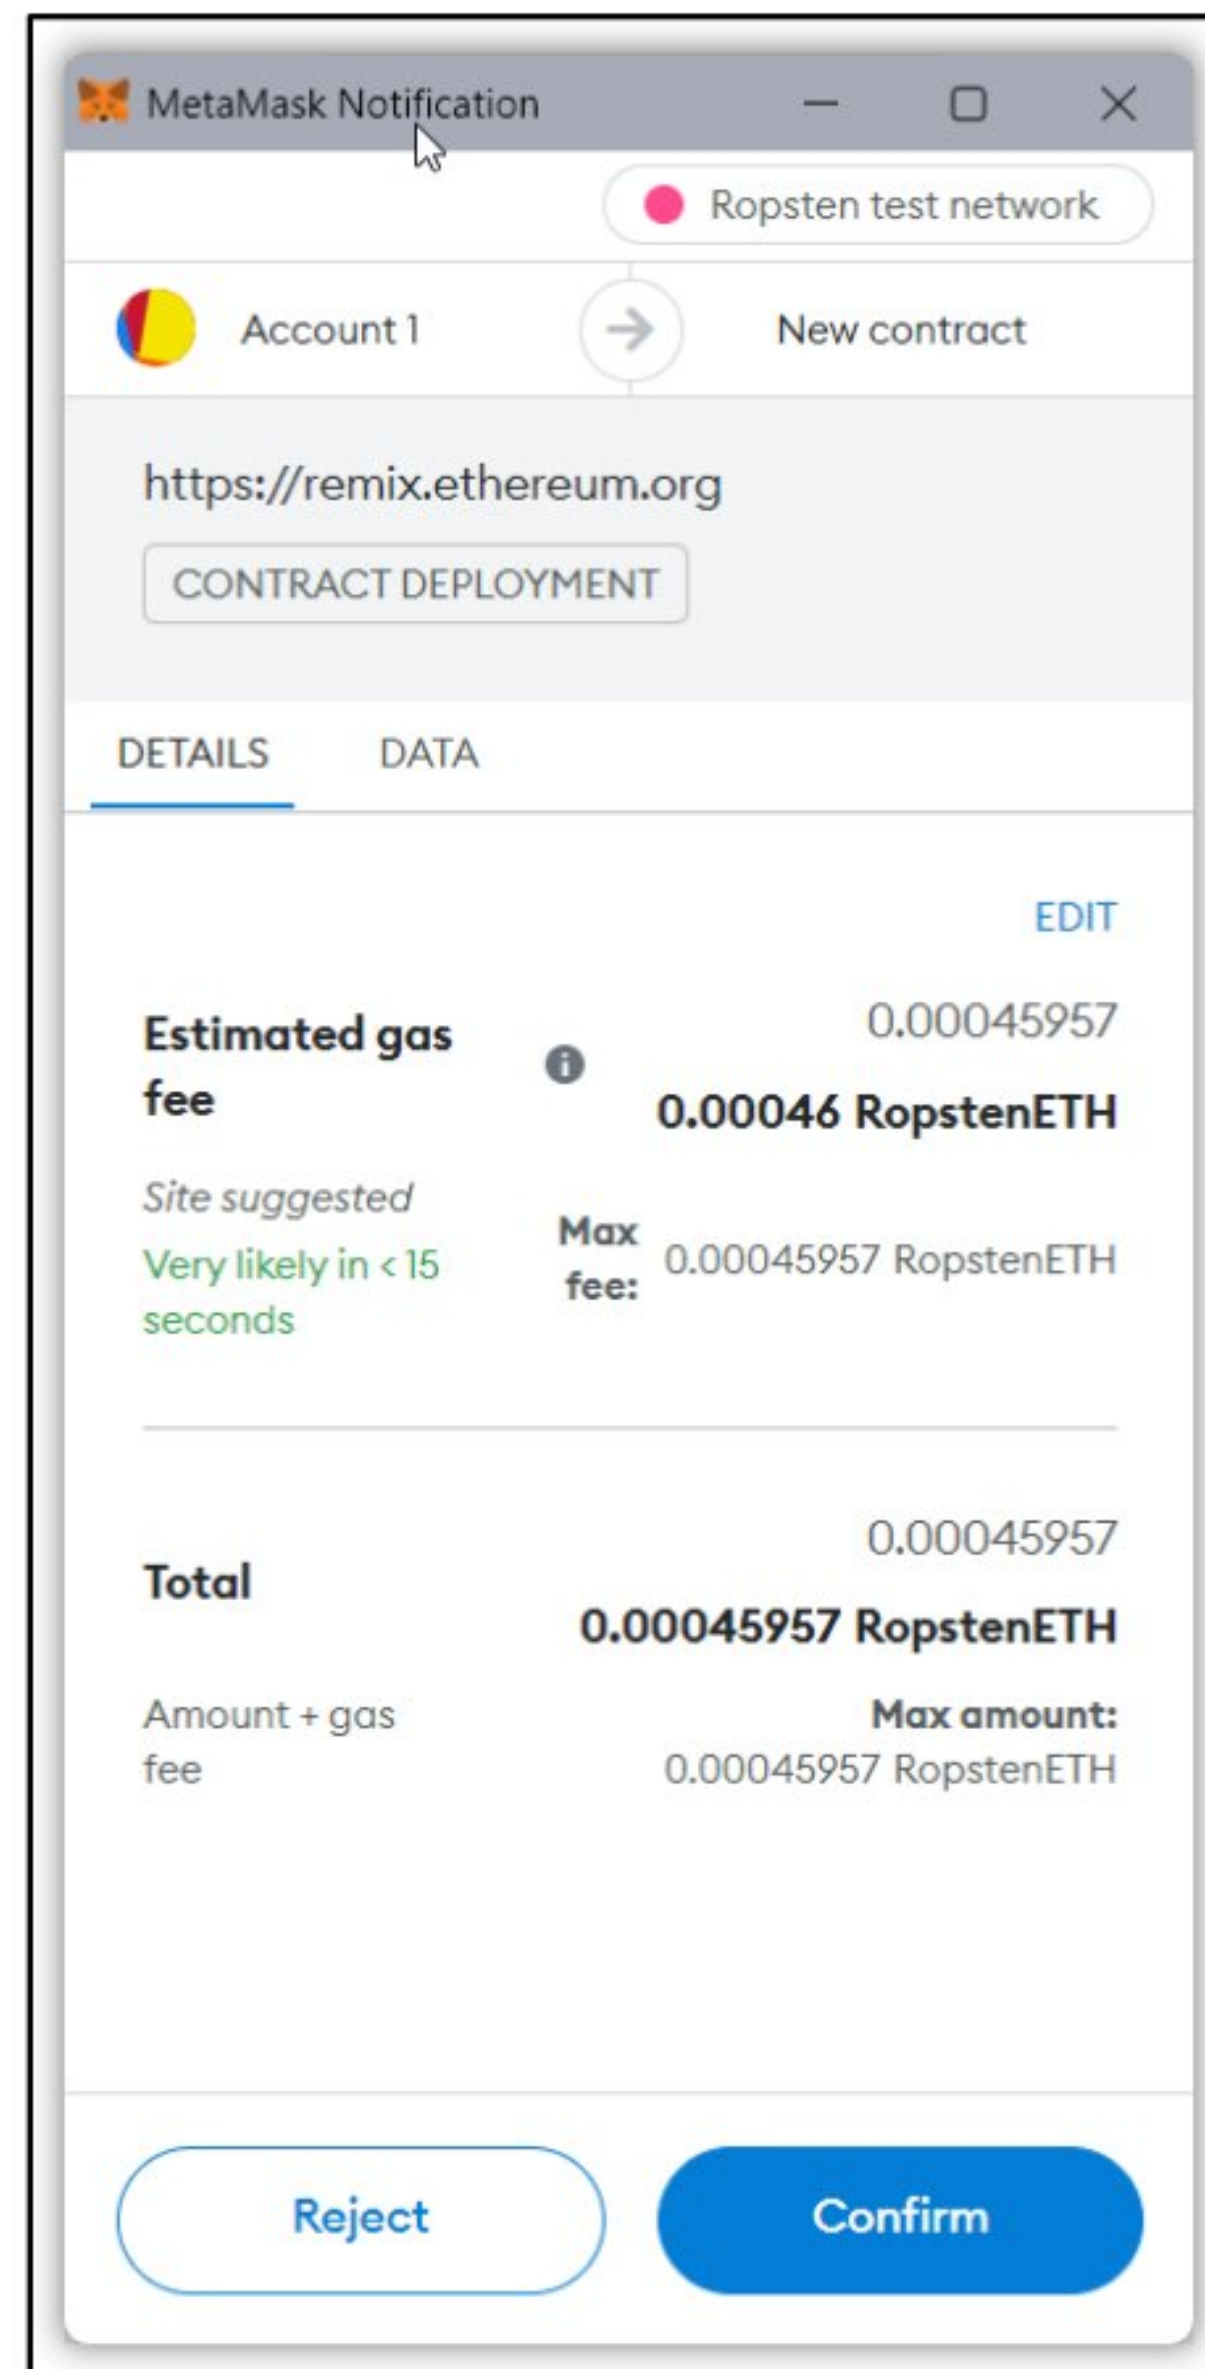 MetaMask Notification
Ropsten test network
Account 1
New contract
https://remix.ethereum.org
CONTRACT DEPLOYMENT
DETAILS DATA
EDIT
Estimated gas
fee
0.00045957
0.00046 RopstenETH
Site suggested
Very likely in < 15
seconds
Max
fee:
0.00045957 RopstenETH
Total
0.00045957
0.00045957 RopstenETH
Amount + gas
fee
Max amount:
0.00045957 RopstenETH
Reject
Confirm